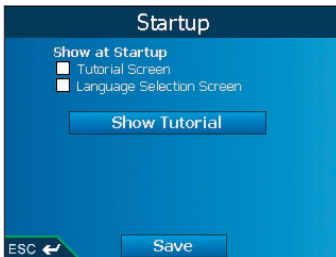 Startup
Show at Startup
Tutorial Screen
Language Selection Screen
Show Tutorial
ESC Save